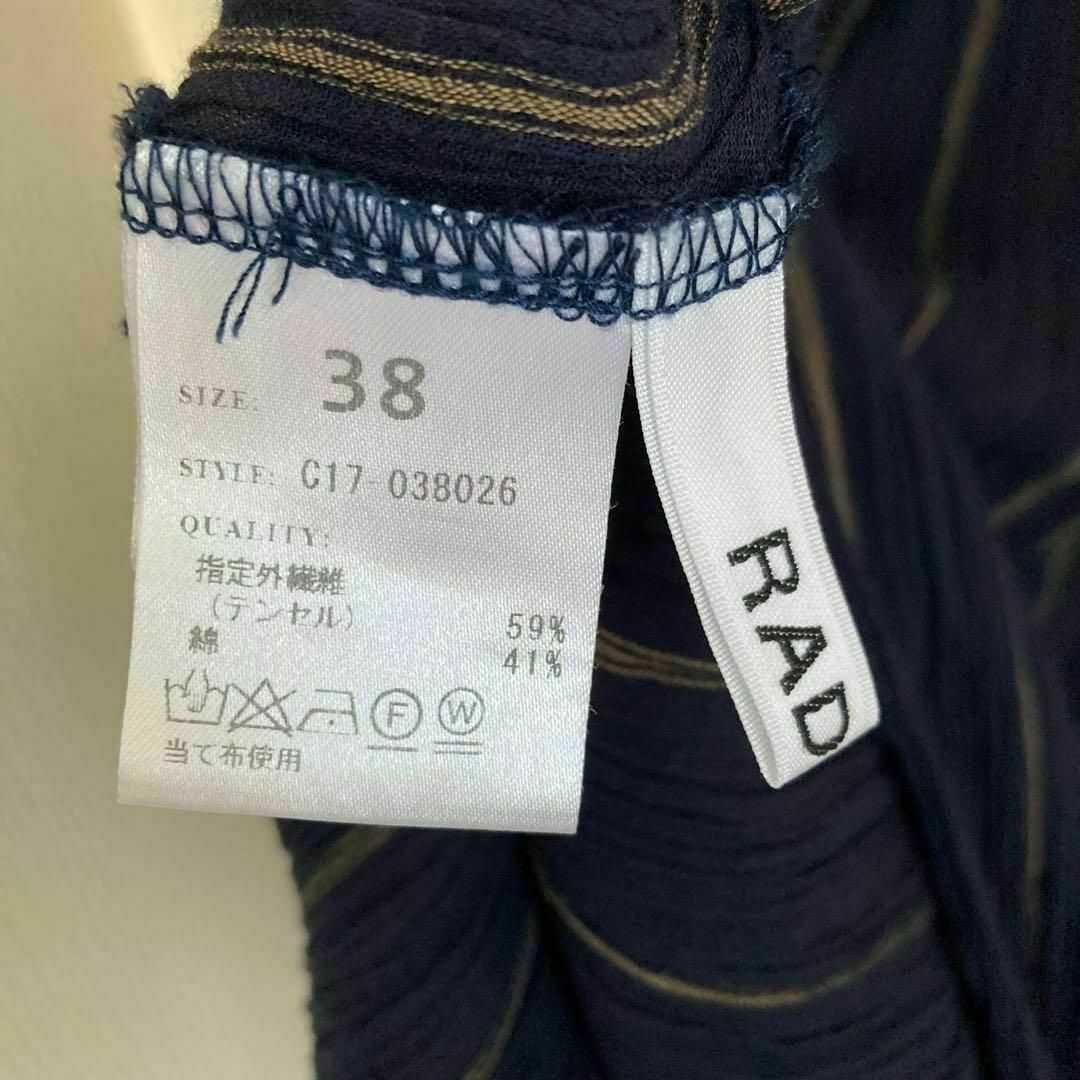 SIZE: 38
STYLE: C17-038026
QUALITY:
指定外繊維
(テンセル) 59%
綿 41%
F W
当て布使用
RAD